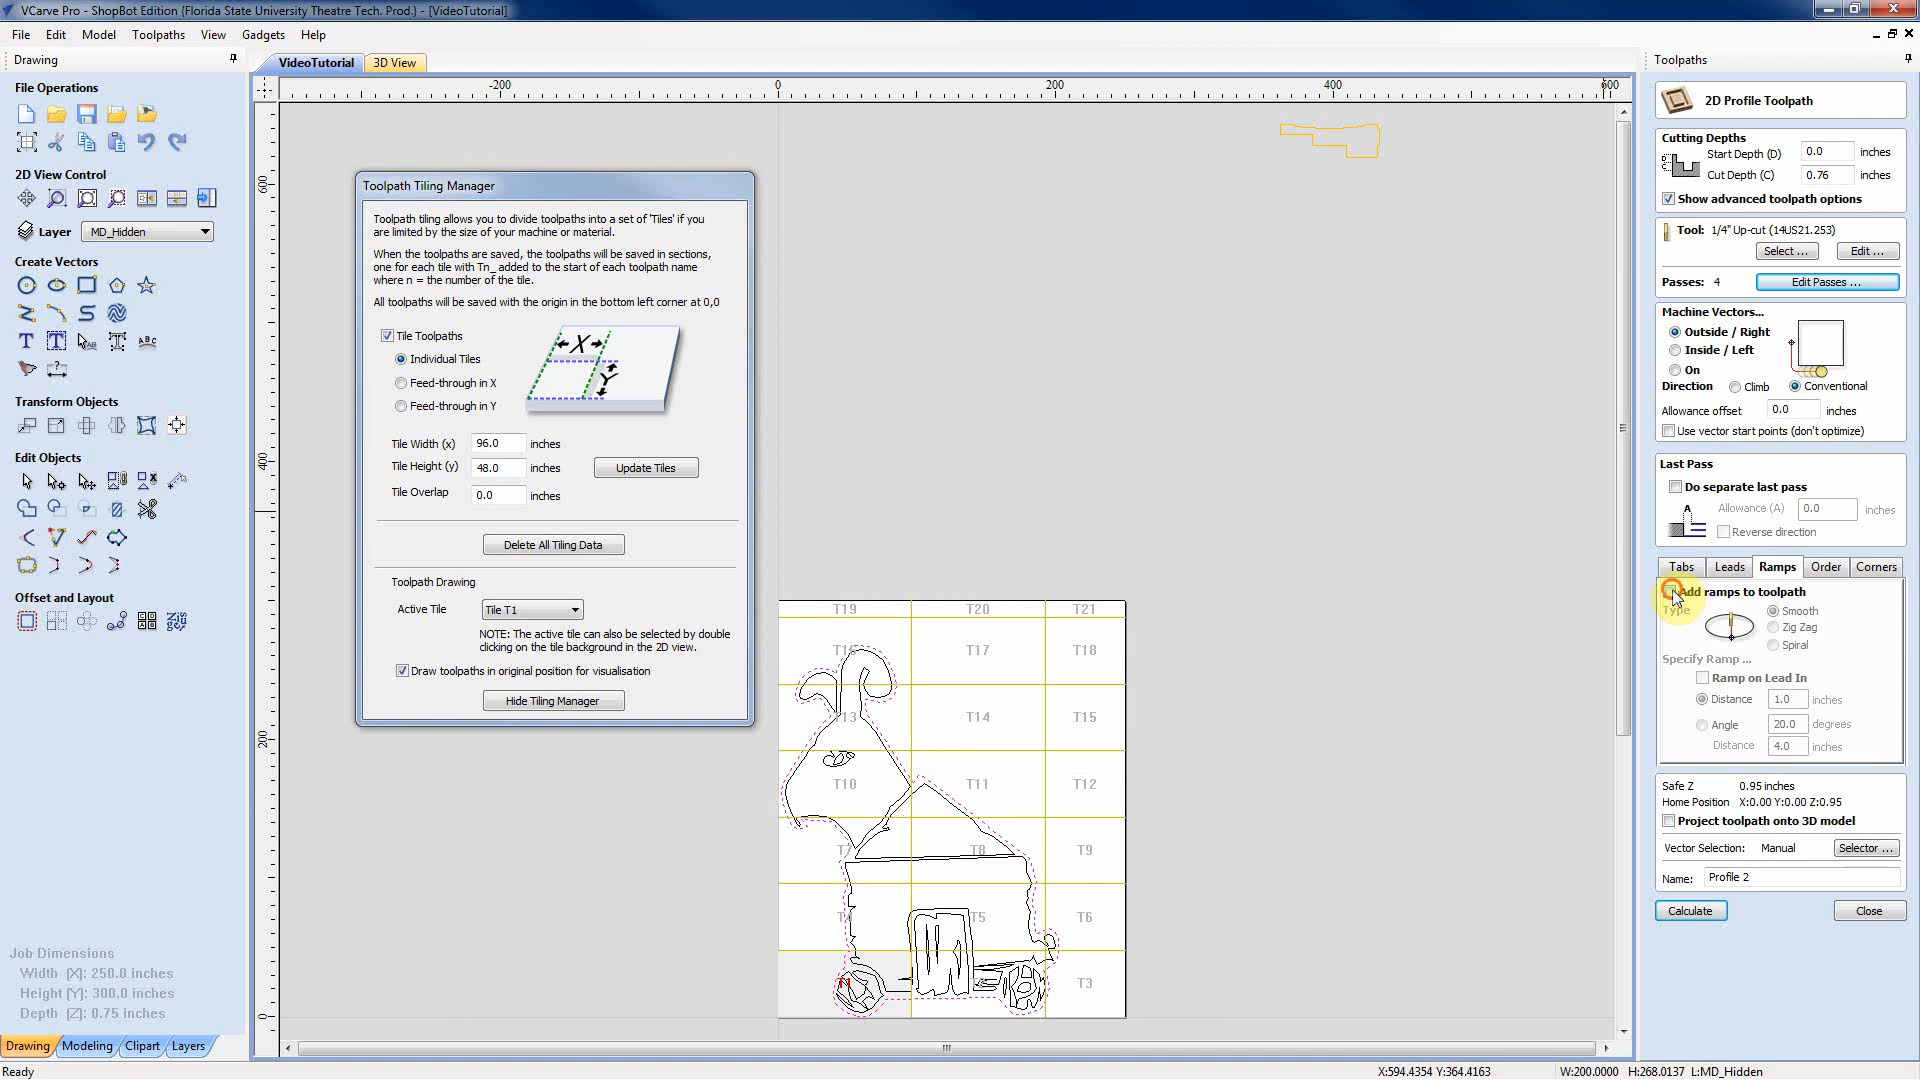 VCarve Pro - ShopBot Edition {Florida State University Theatre Tech. Prod.} - [VideoTutorial]
File Edit Model Toolpaths View Gadgets Help
Drawing
File Operations
2D View Control
Layer MD_Hidden
Create Vectors
Transform Objects
Edit Objects
Offset and Layout
Job Dimensions
Width (X): 250.0 inches
Height (Y): 300.0 inches
Depth (Z): 0.75 inches
Drawing Modeling Clipart Layers
Ready
VideoTutorial 3D View
-200 0 200 400 600
600
400
200
0
Toolpath Tiling Manager
Toolpath tiling allows you to divide toolpaths into a set of 'Tiles' if you
are limited by the size of your machine or material.
When the toolpaths are saved, the toolpaths will be saved in sections,
one for each tile with Tn_ added to the start of each toolpath name
where n = the number of the tile.
All toolpaths will be saved with the origin in the bottom left corner at 0,0
Tile Toolpaths
Individual Tiles
Feed-through in X
Feed-through in Y
X
Y
Tile Width (x) 96.0 inches
Tile Height (y) 48.0 inches Update Tiles
Tile Overlap 0.0 inches
Delete All Tiling Data
Toolpath Drawing
Active Tile Tile T1
NOTE: The active tile can also be selected by double
clicking on the tile background in the 2D view.
Draw toolpaths in original position for visualisation
Hide Tiling Manager
T19 T20 T21
T16 T17 T18
T13 T14 T15
T10 T11 T12
T7 T8 T9
T4 T5 T6
T1 T3
Toolpaths
2D Profile Toolpath
Cutting Depths
Start Depth (D) 0.0 inches
Cut Depth (C) 0.76 inches
Show advanced toolpath options
Tool: 1/4" Up-cut (14US21.253)
Select ... Edit ...
Passes: 4 Edit Passes ...
Machine Vectors...
Outside / Right
Inside / Left
On
Direction Climb Conventional
Allowance offset 0.0 inches
Use vector start points (don't optimize)
Last Pass
Do separate last pass
A Allowance (A) 0.0 inches
Reverse direction
Tabs Leads Ramps Order Corners
Add ramps to toolpath
Type Smooth
Zig Zag
Spiral
Specify Ramp ...
Ramp on Lead In
Distance 1.0 inches
Angle 20.0 degrees
Distance 4.0 inches
Safe Z 0.95 inches
Home Position X:0.00 Y:0.00 Z:0.95
Project toolpath onto 3D model
Vector Selection: Manual Selector ...
Name: Profile 2
Calculate Close
X:594.4354 Y:364.4163 W:200.0000 H:268.0137 L:MD_Hidden